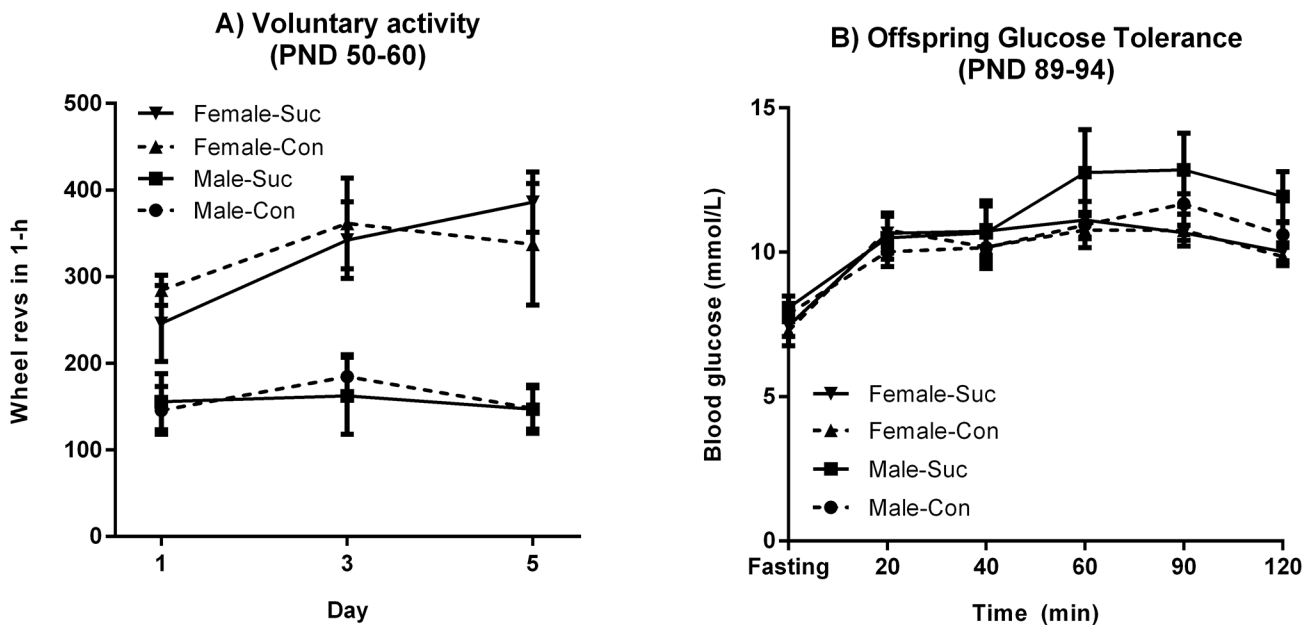 A) Voluntary activity
(PND 50-60)
500
400
300
200
100
0
Wheel revs in 1-h
Female-Suc
Female-Con
Male-Suc
Male-Con
1
3
5
Day
B) Offspring Glucose Tolerance
(PND 89-94)
15
10
5
0
Blood glucose (mmol/L)
Female-Suc
Female-Con
Male-Suc
Male-Con
Fasting
20
40
60
90
120
Time (min)